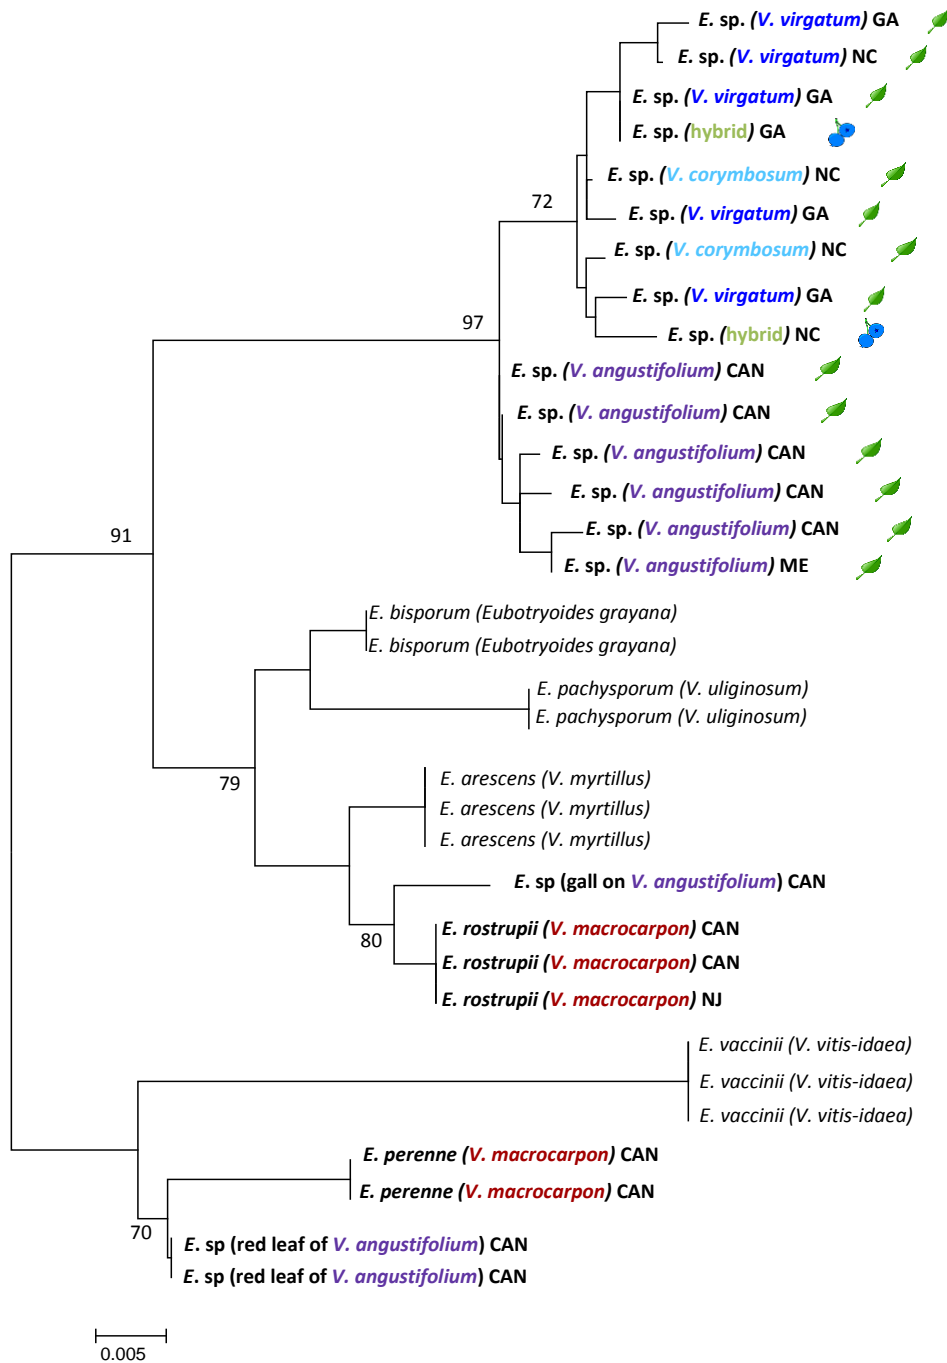 E. sp. (V. virgatum) GA
E. sp. (V. virgatum) NC
E. sp. (V. virgatum) GA
E. sp. (hybrid) GA
E. sp. (V. corymbosum) NC
72
E. sp. (V. virgatum) GA
E. sp. (V. corymbosum) NC
E. sp. (V. virgatum) GA
97
E. sp. (hybrid) NC
E. sp. (V. angustifolium) CAN
E. sp. (V. angustifolium) CAN
E. sp. (V. angustifolium) CAN
E. sp. (V. angustifolium) CAN
E. sp. (V. angustifolium) CAN
91
E. sp. (V. angustifolium) ME
E. bisporum (Eubotryoides grayana)
E. bisporum (Eubotryoides grayana)
E. pachysporum (V. uliginosum)
E. pachysporum (V. uliginosum)
79
E. arescens (V. myrtillus)
E. arescens (V. myrtillus)
E. arescens (V. myrtillus)
E. sp (gall on V. angustifolium) CAN
E. rostrupii (V. macrocarpon) CAN
80
E. rostrupii (V. macrocarpon) CAN
E. rostrupii (V. macrocarpon) NJ
E. vaccinii (V. vitis-idaea)
E. vaccinii (V. vitis-idaea)
E. vaccinii (V. vitis-idaea)
E. perenne (V. macrocarpon) CAN
E. perenne (V. macrocarpon) CAN
70
E. sp (red leaf of V. angustifolium) CAN
E. sp (red leaf of V. angustifolium) CAN
0.005